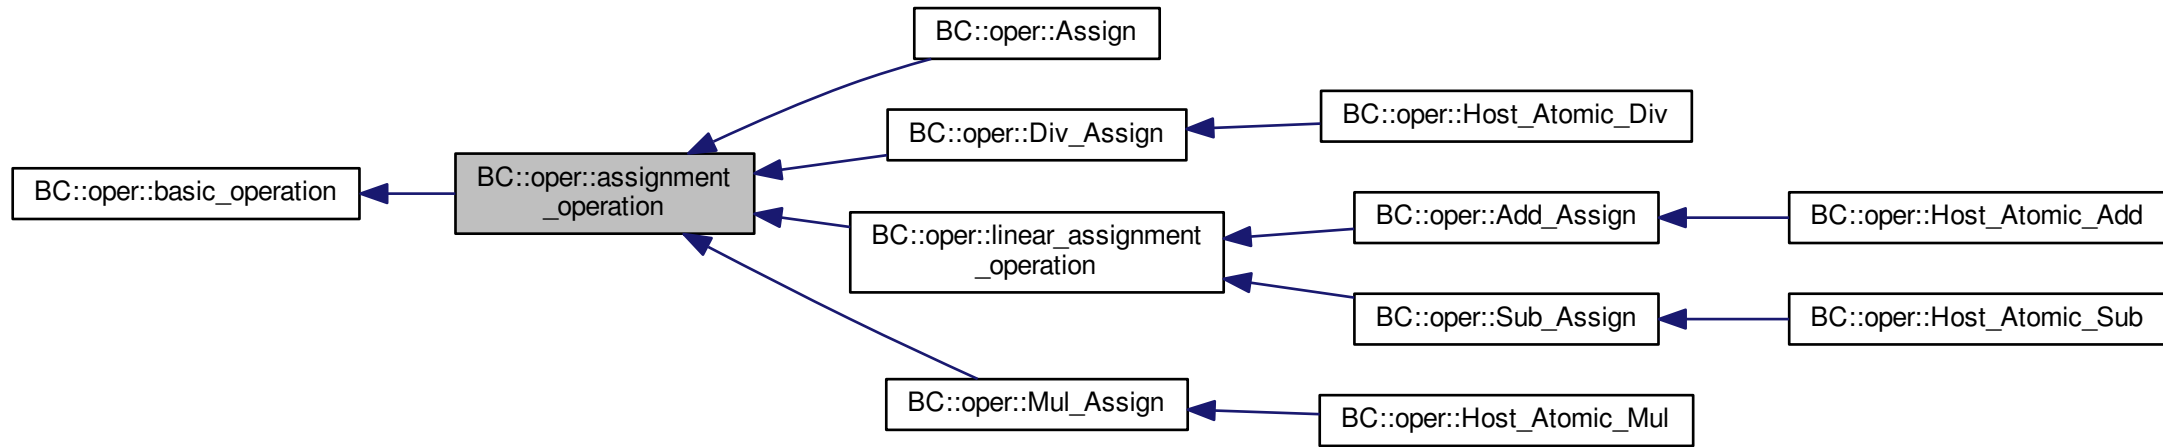 BC::oper::Assign
BC::oper::Host_Atomic_Div
BC::oper::Div_Assign
BC::oper::basic_operation
BC::oper::assignment
_operation
BC::oper::linear_assignment
_operation
BC::oper::Add_Assign
BC::oper::Host_Atomic_Add
BC::oper::Sub_Assign
BC::oper::Host_Atomic_Sub
BC::oper::Mul_Assign
BC::oper::Host_Atomic_Mul